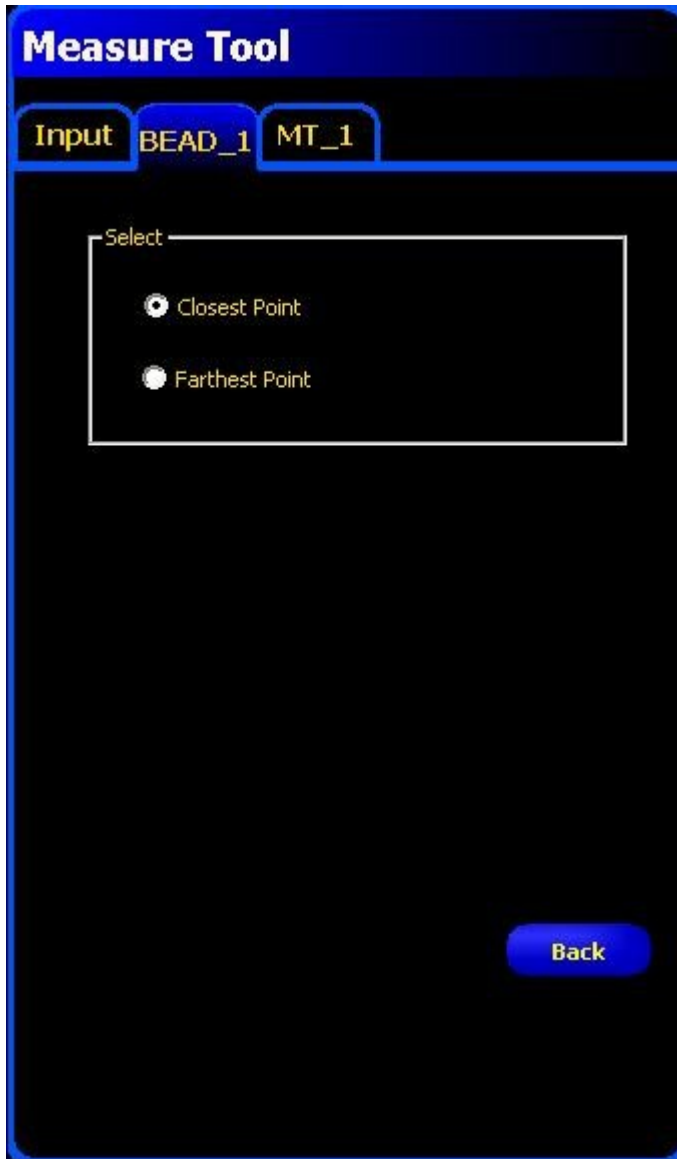 Measure Tool
Input BEAD_1 MT_1
Select
Closest Point
Farthest Point
Back